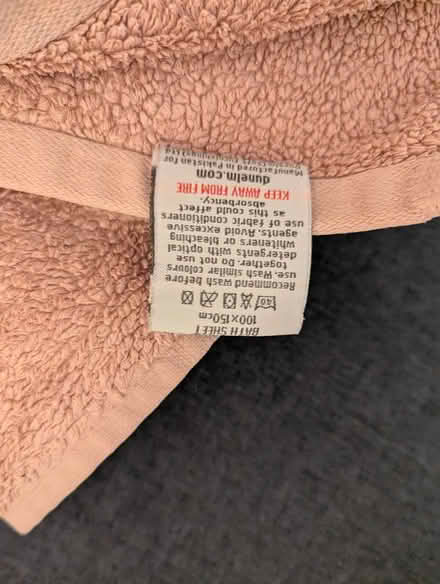 BATH SHEET
100x150cm
40
Recommend wash before
use. Wash similar colours
together. Do not use
detergents with optical
whiteners or bleaching
agents. Avoid excessive
use of fabric conditioners
as this could affect
absorbency.
KEEP AWAY FROM FIRE
dunelm.com
Manufactured in Pakistan for